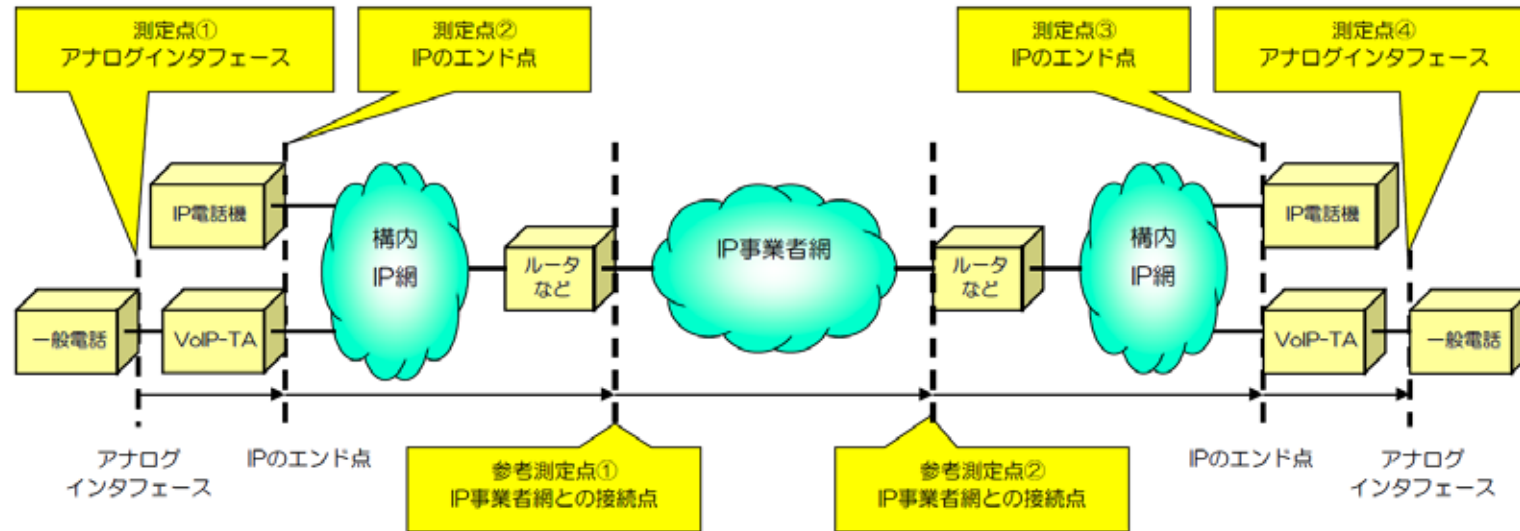 測定点①
アナログインタフェース
測定点②
IPのエンド点
測定点③
IPのエンド点
測定点④
アナログインタフェース
IP電話機
構内
IP網
ルータ
など
IP事業者網
ルータ
など
構内
IP網
IP電話機
一般電話
VoIP-TA
VoIP-TA
一般電話
アナログ
インタフェース
IPのエンド点
参考測定点①
IP事業者網との接続点
参考測定点②
IP事業者網との接続点
IPのエンド点
アナログ
インタフェース